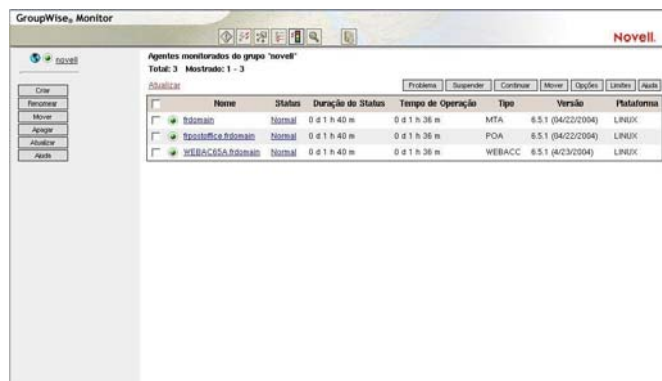 GroupWise® Monitor
Novell.
novell
Criar
Renomear
Mover
Apagar
Atualizar
Ajuda
Agentes monitorados do grupo "novell"
Total: 3 Mostrado: 1 - 3
Atualizar
Problema Suspender Continuar Mover Opções Limites Ajuda
Nome Status Duração do Status Tempo de Operação Tipo Versão Plataforma
frdomain Normal 0 d 1 h 40 m 0 d 1 h 36 m MTA 6.5.1 (04/22/2004) LINUX
frpostoffice.frdomain Normal 0 d 1 h 40 m 0 d 1 h 36 m POA 6.5.1 (04/22/2004) LINUX
WEBAC65A.frdomain Normal 0 d 1 h 40 m 0 d 1 h 36 m WEBACC 6.5.1 (4/23/2004) LINUX